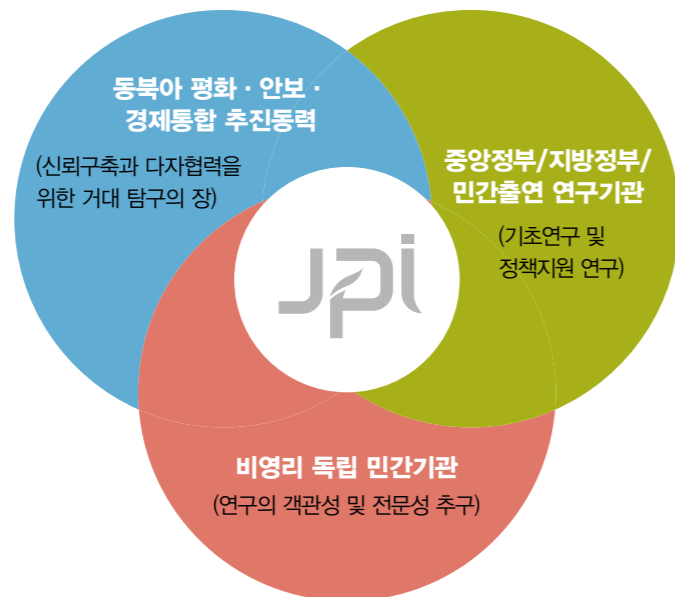 동북아 평화 · 안보 ·
경제통합 추진동력
(신뢰구축과 다자협력을
위한 거대 탐구의 장)
중앙정부/지방정부/
민간출연 연구기관
(기초연구 및
정책지원 연구)
JPI
비영리 독립 민간기관
(연구의 객관성 및 전문성 추구)